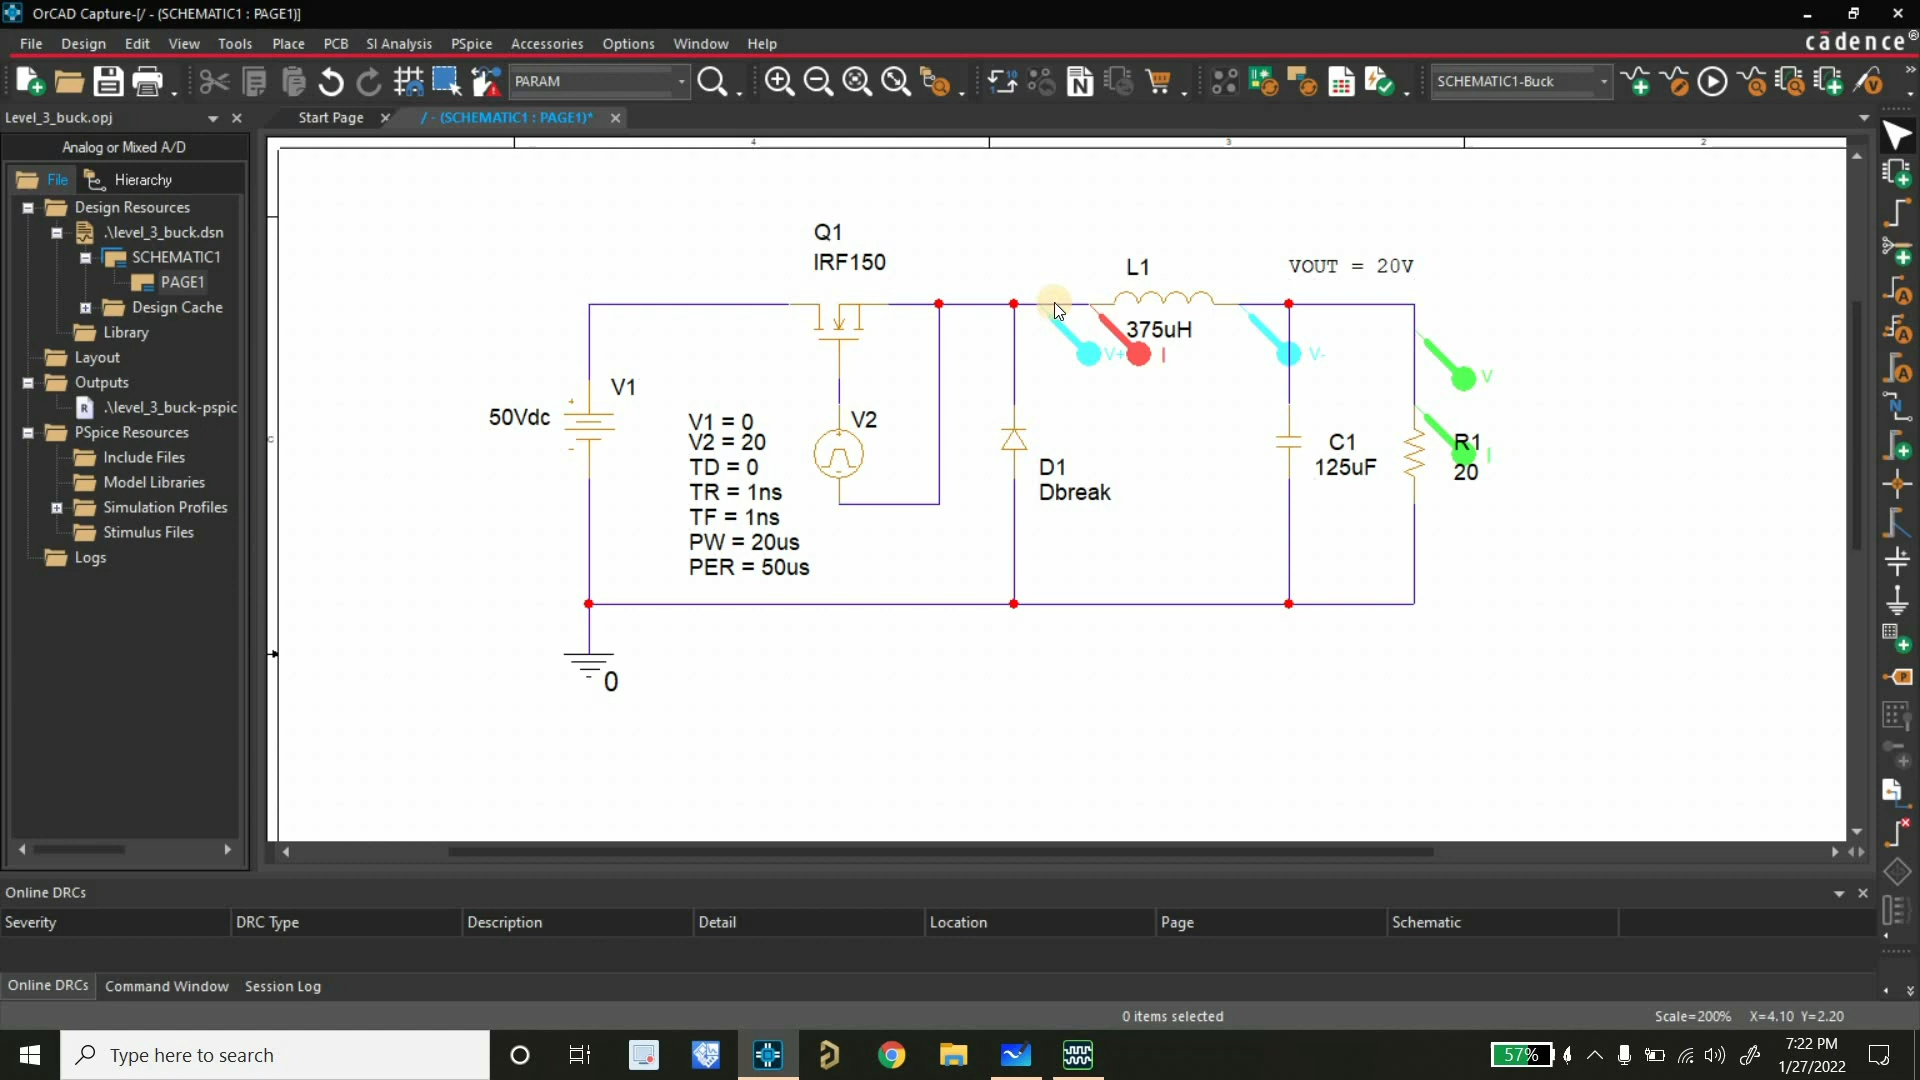 OrCAD Capture-[/ - (SCHEMATIC1 : PAGE1)]
File Design Edit View Tools Place PCB SI Analysis PSpice Accessories Options Window Help
cādence®
PARAM
SCHEMATIC1-Buck
Level_3_buck.opj
Start Page
/ - (SCHEMATIC1 : PAGE1)*
Analog or Mixed A/D
File
Hierarchy
Design Resources
.\level_3_buck.dsn
SCHEMATIC1
PAGE1
Design Cache
Library
Layout
Outputs
.\level_3_buck-pspic
PSpice Resources
Include Files
Model Libraries
Simulation Profiles
Stimulus Files
Logs
4
3
2
C
Q1
IRF150
L1
375uH
VOUT = 20V
V+
I
V-
V
I
V1
50Vdc
V2
V1 = 0
V2 = 20
TD = 0
TR = 1ns
TF = 1ns
PW = 20us
PER = 50us
D1
Dbreak
C1
125uF
R1
20
0
Online DRCs
Severity DRC Type Description Detail Location Page Schematic
Online DRCs Command Window Session Log
0 items selected
Scale=200% X=4.10 Y=2.20
Type here to search
57%
7:22 PM
1/27/2022